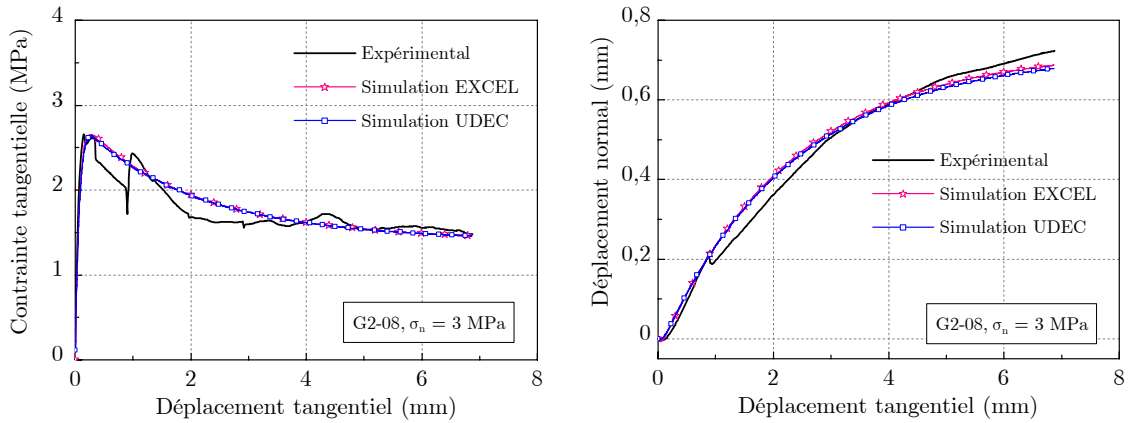 4
3
2
1
0
0
2
4
6
8
Contrainte tangentielle (MPa)
Déplacement tangentiel (mm)
Expérimental
Simulation EXCEL
Simulation UDEC
G2-08, σn = 3 MPa
0,8
0,6
0,4
0,2
0
0
2
4
6
8
Déplacement normal (mm)
Déplacement tangentiel (mm)
Expérimental
Simulation EXCEL
Simulation UDEC
G2-08, σn = 3 MPa